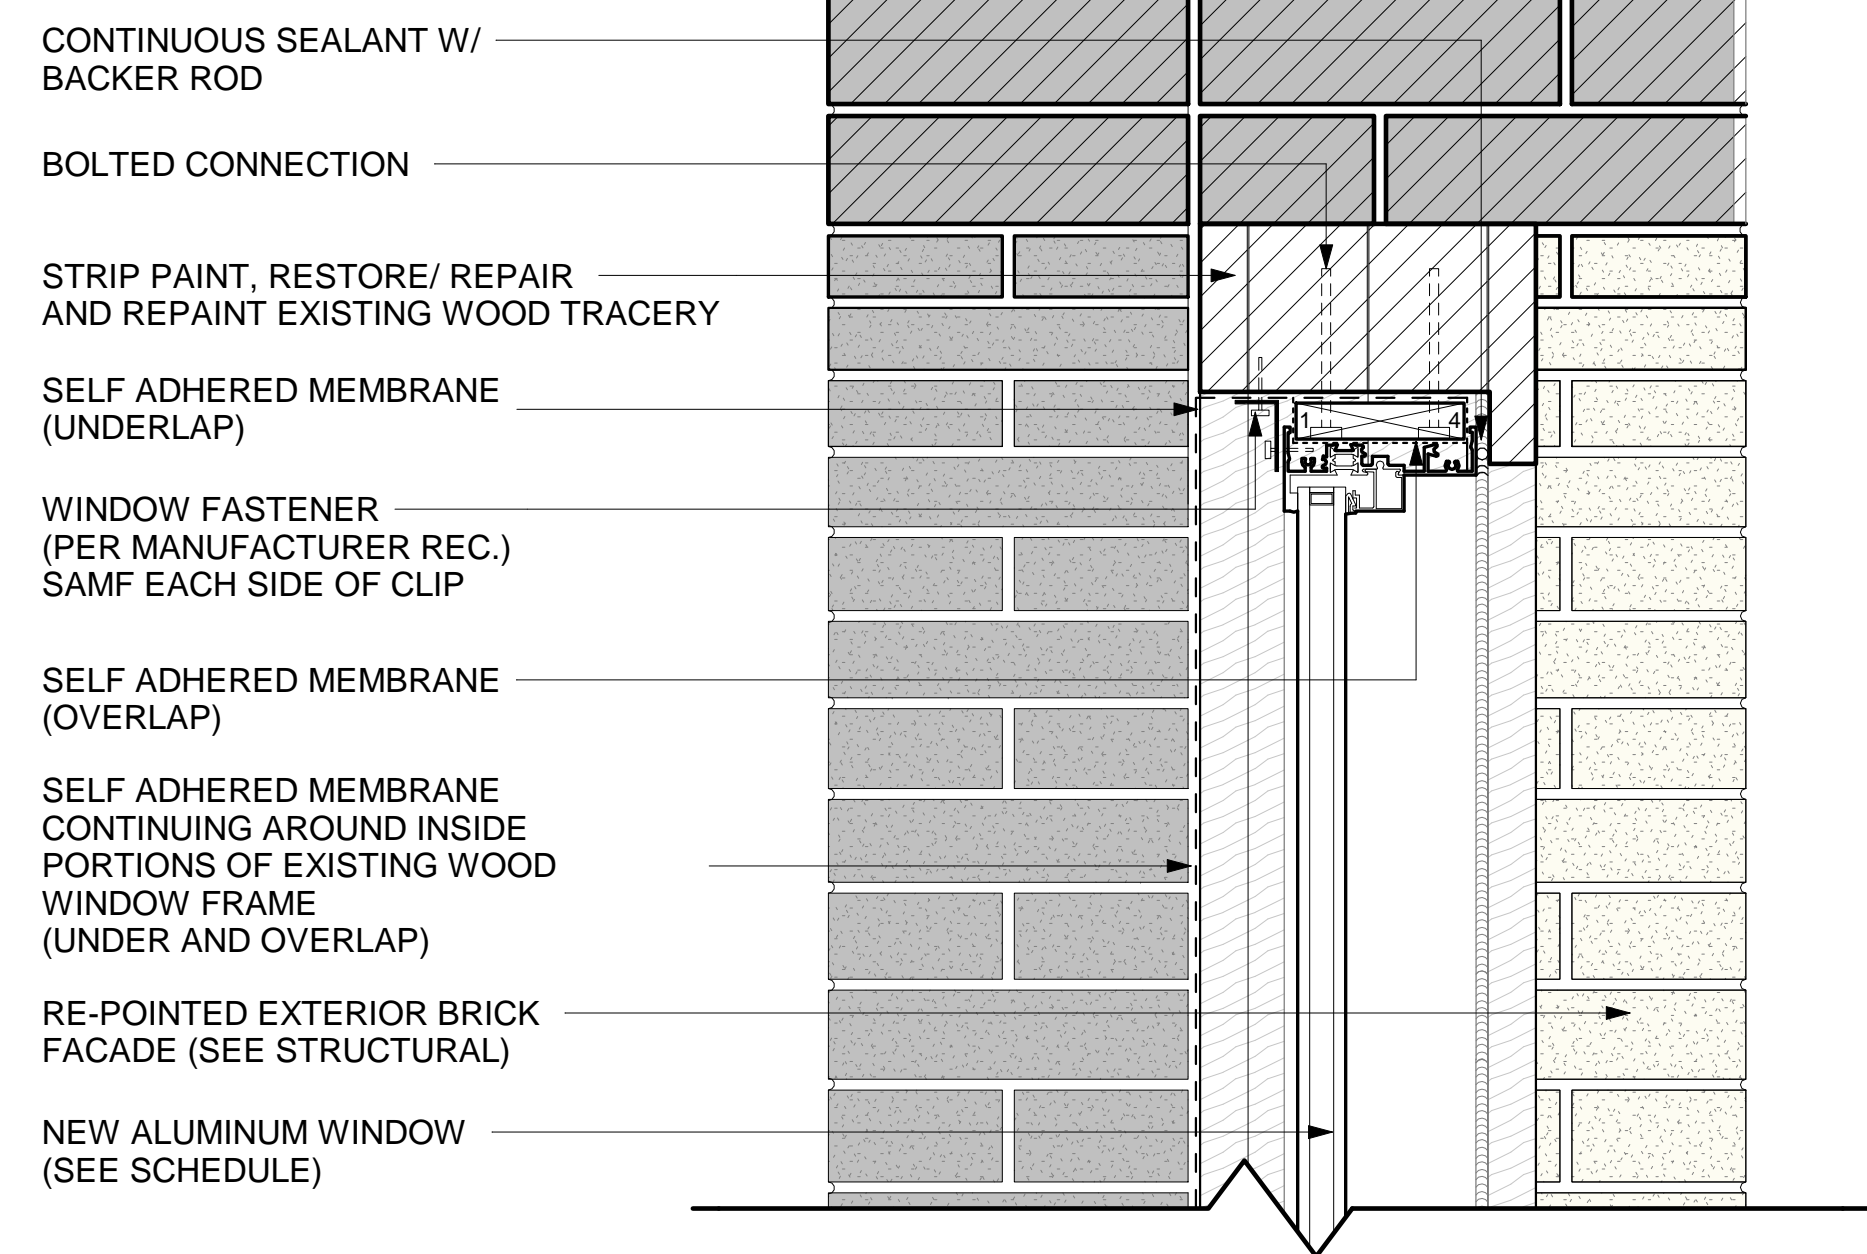 CONTINUOUS SEALANT W/
BACKER ROD
BOLTED CONNECTION
STRIP PAINT, RESTORE/ REPAIR
AND REPAINT EXISTING WOOD TRACERY
SELF ADHERED MEMBRANE
(UNDERLAP)
1 4
WINDOW FASTENER
(PER MANUFACTURER REC.)
SAMF EACH SIDE OF CLIP
SELF ADHERED MEMBRANE
(OVERLAP)
SELF ADHERED MEMBRANE
CONTINUING AROUND INSIDE
PORTIONS OF EXISTING WOOD
WINDOW FRAME
(UNDER AND OVERLAP)
RE-POINTED EXTERIOR BRICK
FACADE (SEE STRUCTURAL)
NEW ALUMINUM WINDOW
(SEE SCHEDULE)